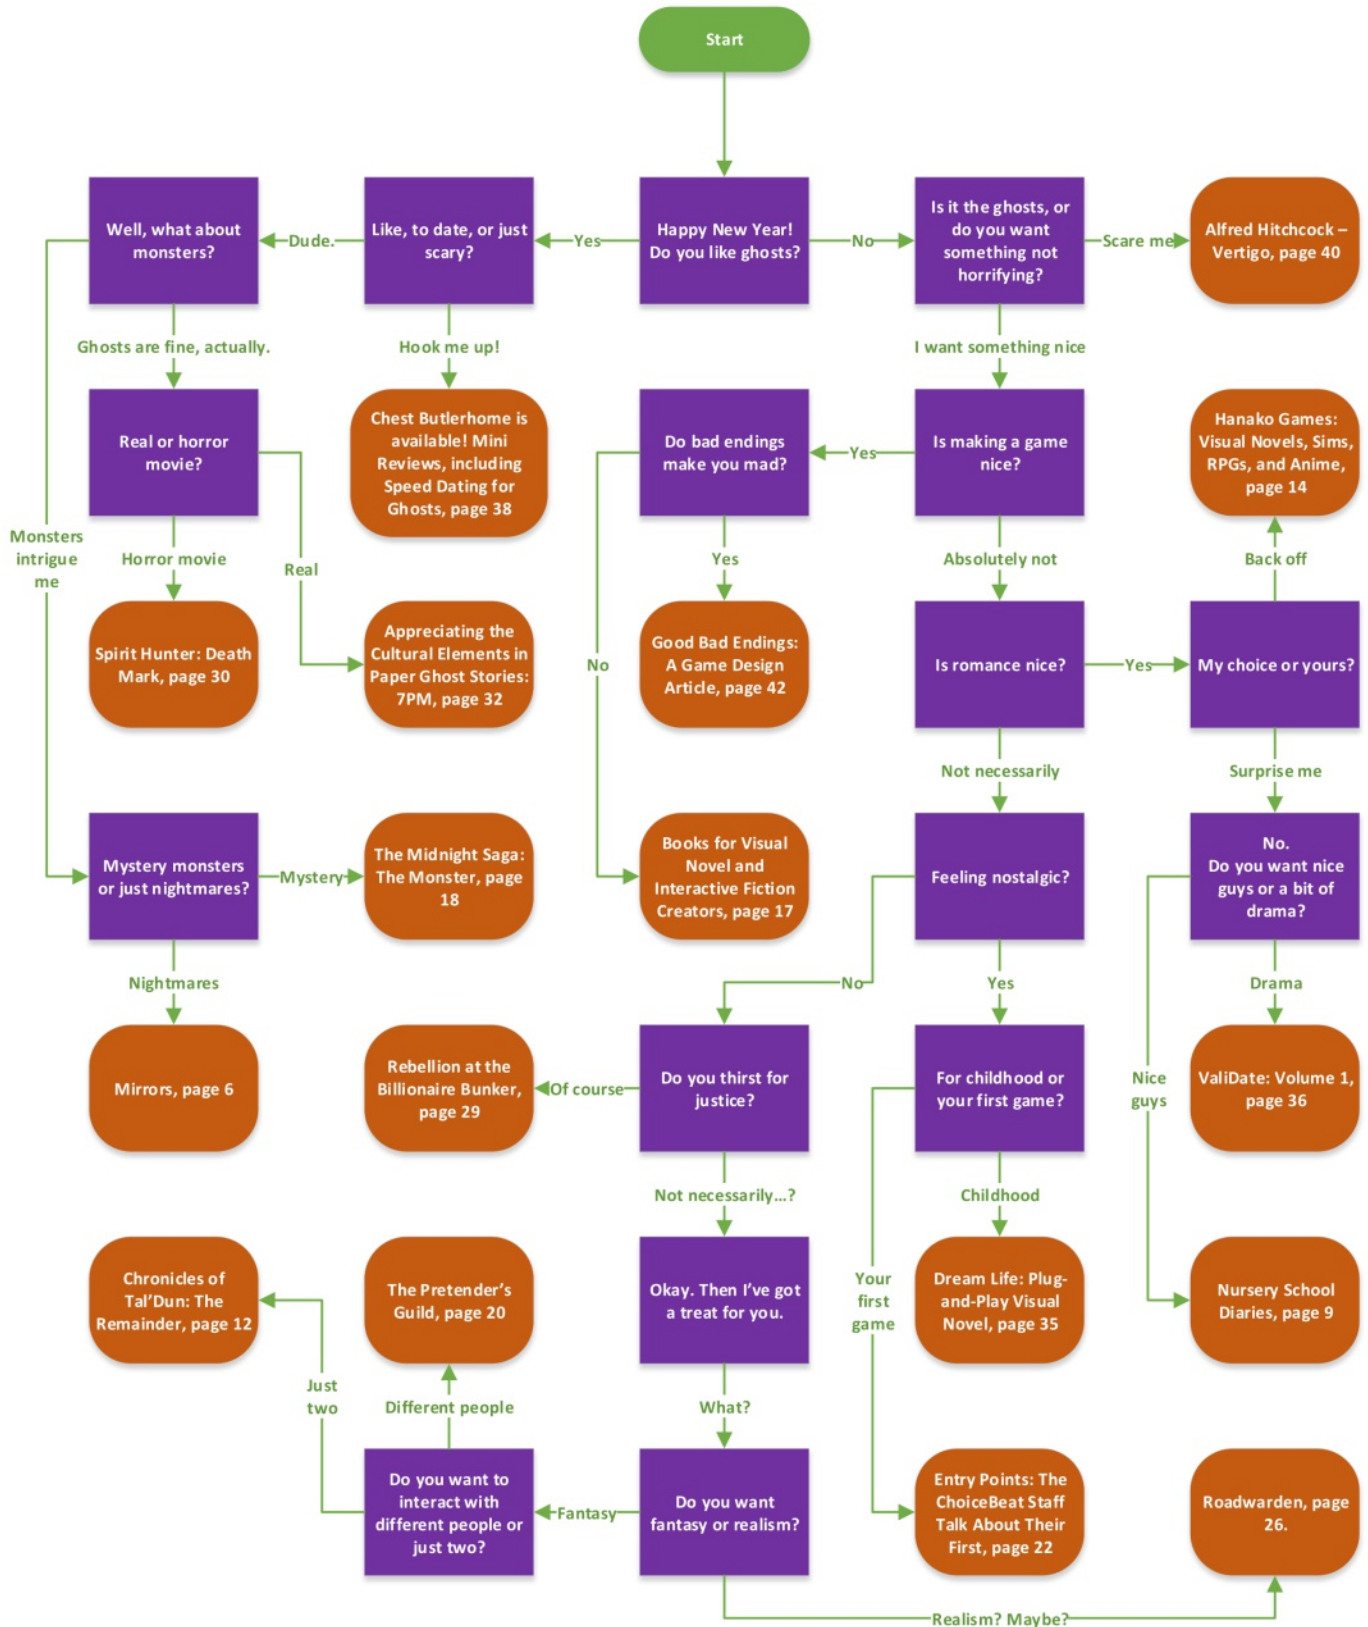 Start
Well, what about
monsters?
Dude.
Like, to date, or just
scary?
Yes
Happy New Year!
Do you like ghosts?
No
Is it the ghosts, or
do you want
something not
horrifying?
Scare me
Alfred Hitchcock –
Vertigo, page 40
Ghosts are fine, actually.
Hook me up!
I want something nice
Real or horror
movie?
Chest Butlerhome is
available! Mini
Reviews, including
Speed Dating for
Ghosts, page 38
Do bad endings
make you mad?
Yes
Is making a game
nice?
Hanako Games:
Visual Novels, Sims,
RPGs, and Anime,
page 14
Monsters
intrigue
me
Horror movie
Real
Yes
Absolutely not
Back off
Spirit Hunter: Death
Mark, page 30
Appreciating the
Cultural Elements in
Paper Ghost Stories:
7PM, page 32
No
Good Bad Endings:
A Game Design
Article, page 42
Is romance nice?
Yes
My choice or yours?
Not necessarily
Surprise me
Mystery monsters
or just nightmares?
Mystery
The Midnight Saga:
The Monster, page
18
Books for Visual
Novel and
Interactive Fiction
Creators, page 17
Feeling nostalgic?
No.
Do you want nice
guys or a bit of
drama?
Nightmares
No
Yes
Drama
Mirrors, page 6
Rebellion at the
Billionaire Bunker,
page 29
Of course
Do you thirst for
justice?
For childhood or
your first game?
Nice
guys
ValiDate: Volume 1,
page 36
Not necessarily...?
Childhood
Chronicles of
Tal'Dun: The
Remainder, page 12
The Pretender's
Guild, page 20
Okay. Then I've got
a treat for you.
Your
first
game
Dream Life: Plug-
and-Play Visual
Novel, page 35
Nursery School
Diaries, page 9
Just
two
Different people
What?
Do you want to
interact with
different people or
just two?
Fantasy
Do you want
fantasy or realism?
Entry Points: The
ChoiceBeat Staff
Talk About Their
First, page 22
Roadwarden, page
26.
Realism? Maybe?